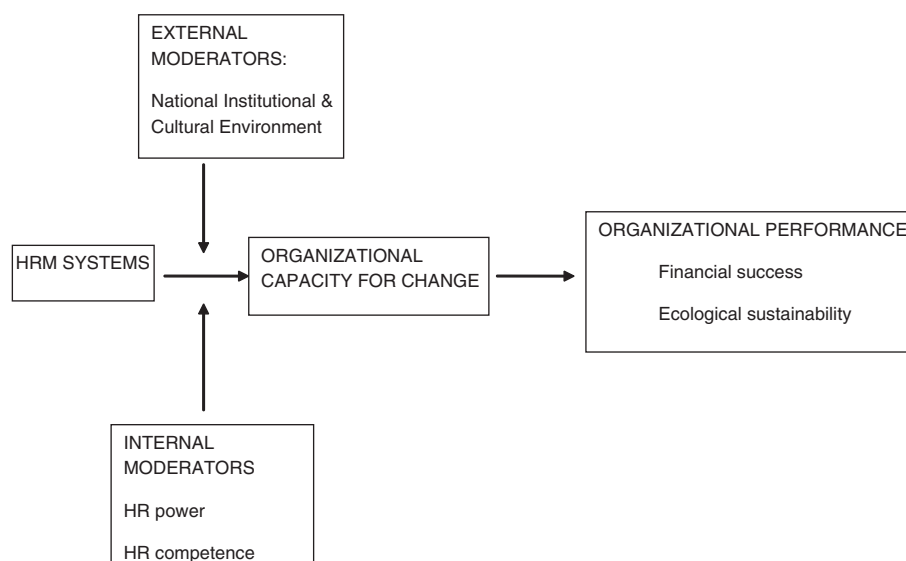 EXTERNAL
MODERATORS:
National Institutional &
Cultural Environment
HRM SYSTEMS
ORGANIZATIONAL
CAPACITY FOR CHANGE
ORGANIZATIONAL PERFORMANCE
Financial success
Ecological sustainability
INTERNAL
MODERATORS
HR power
HR competence